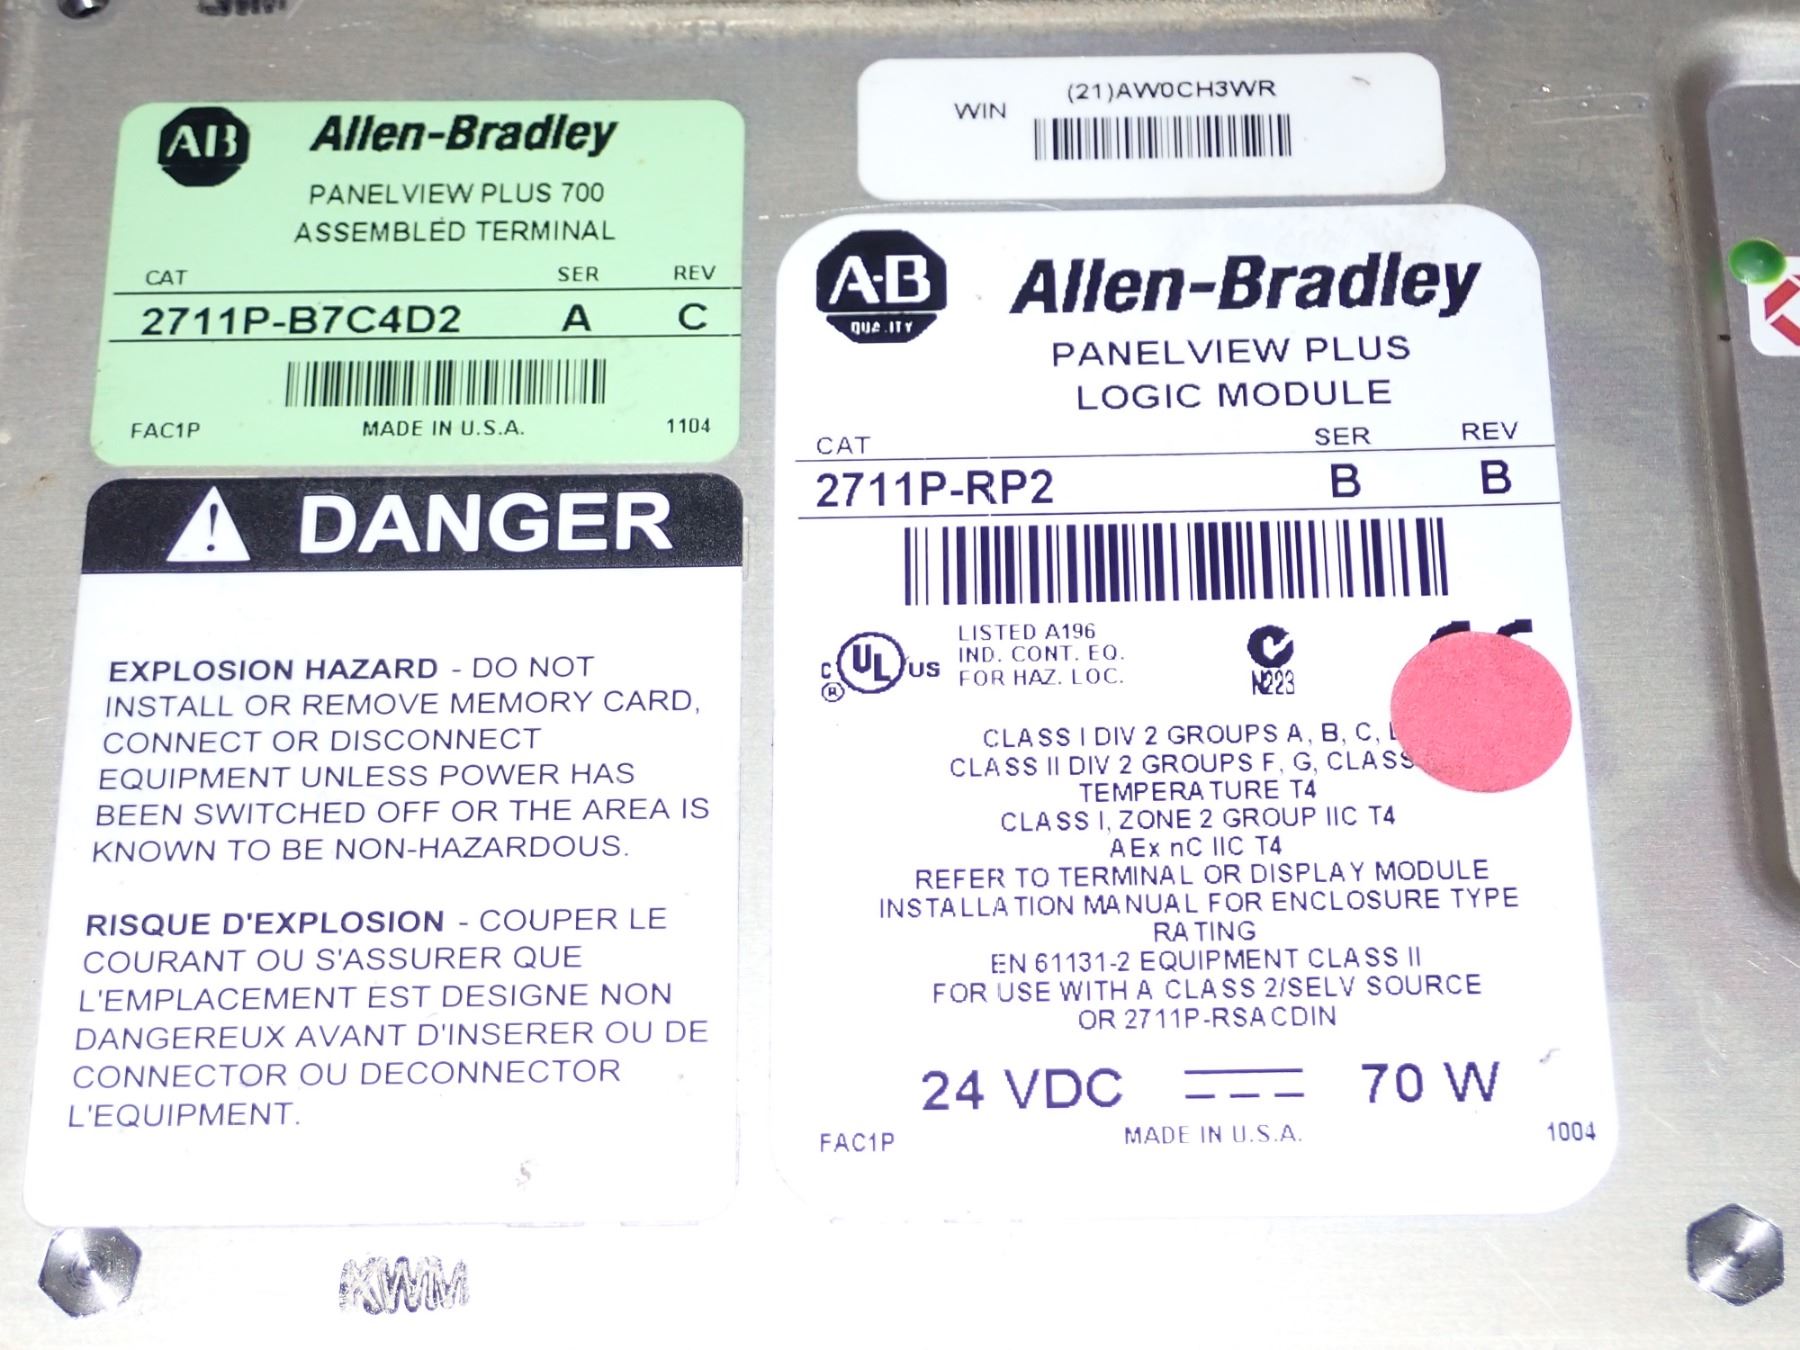 AB Allen-Bradley
PANELVIEW PLUS 700
ASSEMBLED TERMINAL
CAT SER REV
2711P-B7C4D2 A C
FAC1P MADE IN U.S.A. 1104
DANGER
EXPLOSION HAZARD - DO NOT
INSTALL OR REMOVE MEMORY CARD,
CONNECT OR DISCONNECT
EQUIPMENT UNLESS POWER HAS
BEEN SWITCHED OFF OR THE AREA IS
KNOWN TO BE NON-HAZARDOUS.
RISQUE D'EXPLOSION - COUPER LE
COURANT OU S'ASSURER QUE
L'EMPLACEMENT EST DESIGNE NON
DANGEREUX AVANT D'INSERER OU DE
CONNECTOR OU DECONNECTOR
L'EQUIPMENT.
KWM
(21)AW0CH3WR
WIN
A-B QUALITY Allen-Bradley
PANELVIEW PLUS
LOGIC MODULE
CAT SER REV
2711P-RP2 B B
C UL US ®
LISTED A196
IND. CONT. EQ.
FOR HAZ. LOC.
N223
CLASS I DIV 2 GROUPS A, B, C,
CLASS II DIV 2 GROUPS F, G, CLASS
TEMPERATURE T4
CLASS I, ZONE 2 GROUP IIC T4
AEx nC IIC T4
REFER TO TERMINAL OR DISPLAY MODULE
INSTALLATION MANUAL FOR ENCLOSURE TYPE
RATING
EN 61131-2 EQUIPMENT CLASS II
FOR USE WITH A CLASS 2/SELV SOURCE
OR 2711P-RSACDIN
24 VDC 70 W
FAC1P MADE IN U.S.A. 1004